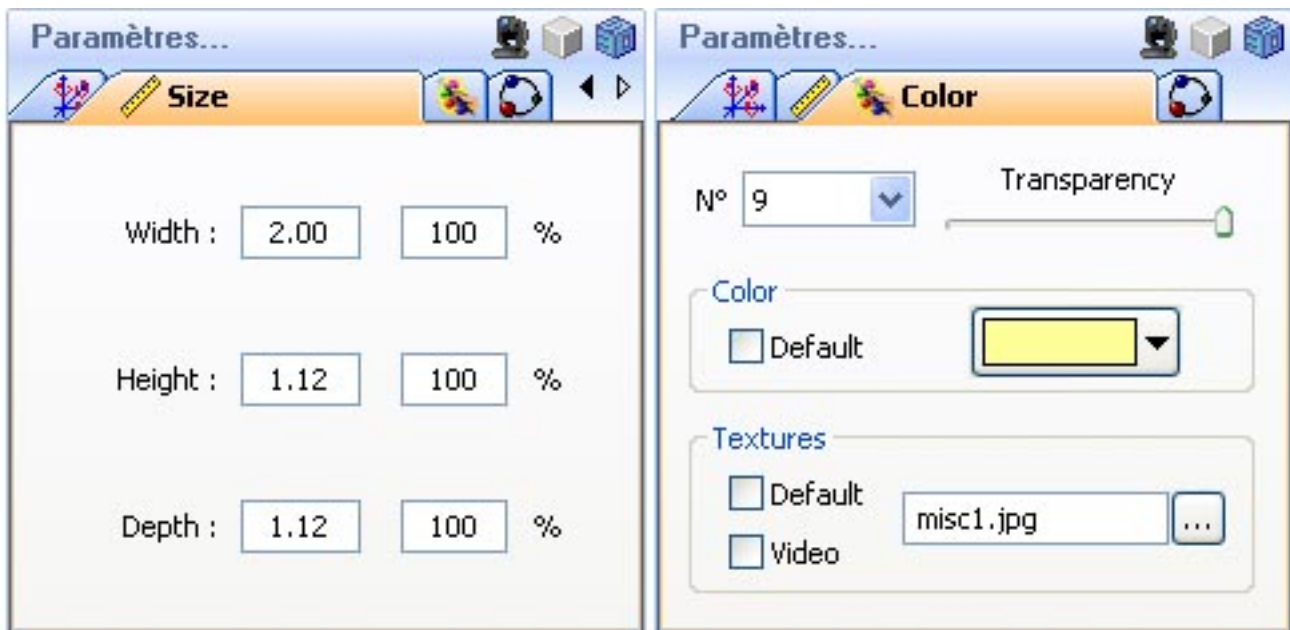 Paramètres...
Size
Width : 2.00 100 %
Height : 1.12 100 %
Depth : 1.12 100 %
Paramètres...
Color
N° 9 Transparency
Color
Default
Textures
Default
misc1.jpg ...
Video